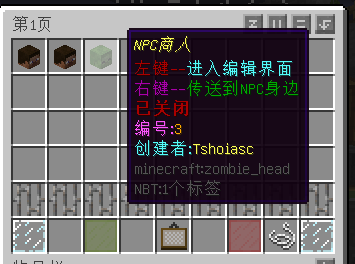 第1页
NPC商人
左键--进入编辑界面
右键--传送到NPC身边
已关闭
编号:3
创建者:Tshoiasc
minecraft:zombie_head
NBT:1个标签